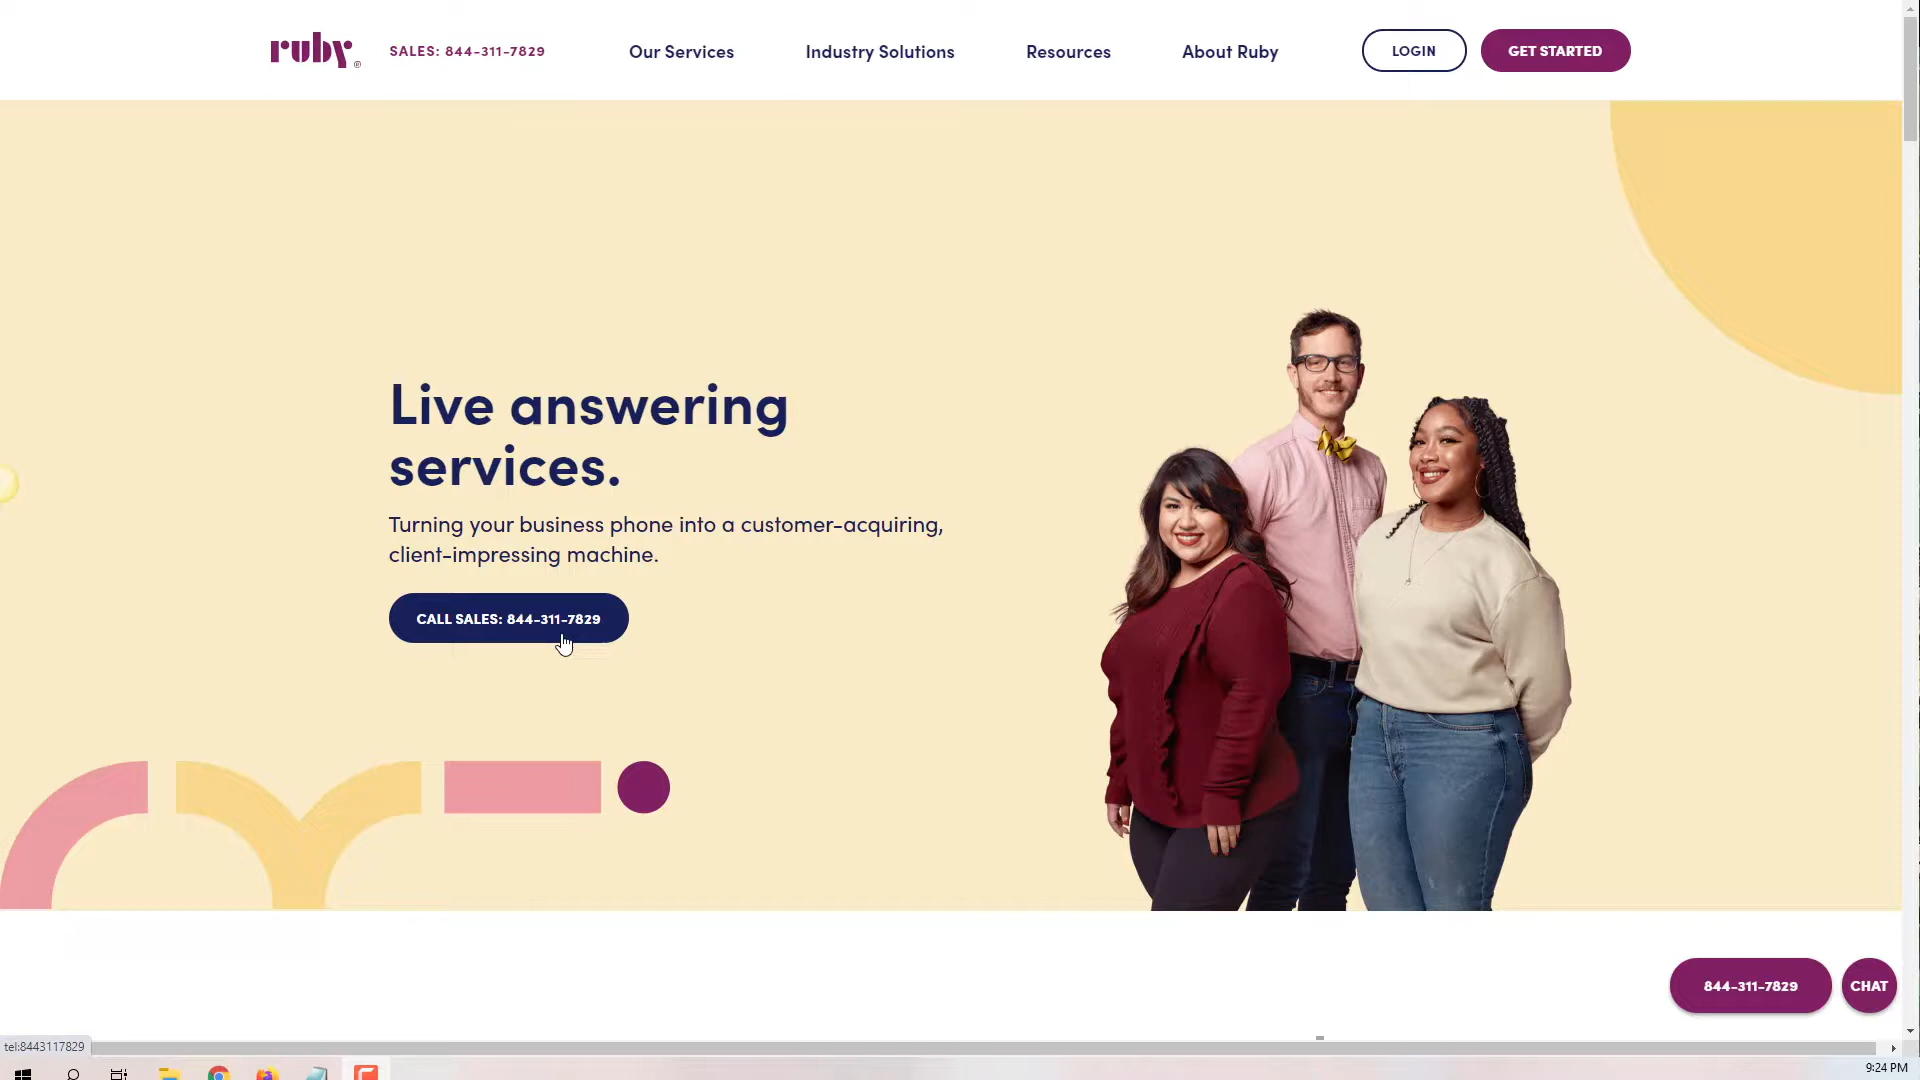 ruby®
SALES: 844-311-7829
Our Services
Industry Solutions
Resources
About Ruby
LOGIN
GET STARTED
Live answering
services.
Turning your business phone into a customer-acquiring,
client-impressing machine.
CALL SALES: 844-311-7829
844-311-7829
CHAT
tel:8443117829
9:24 PM